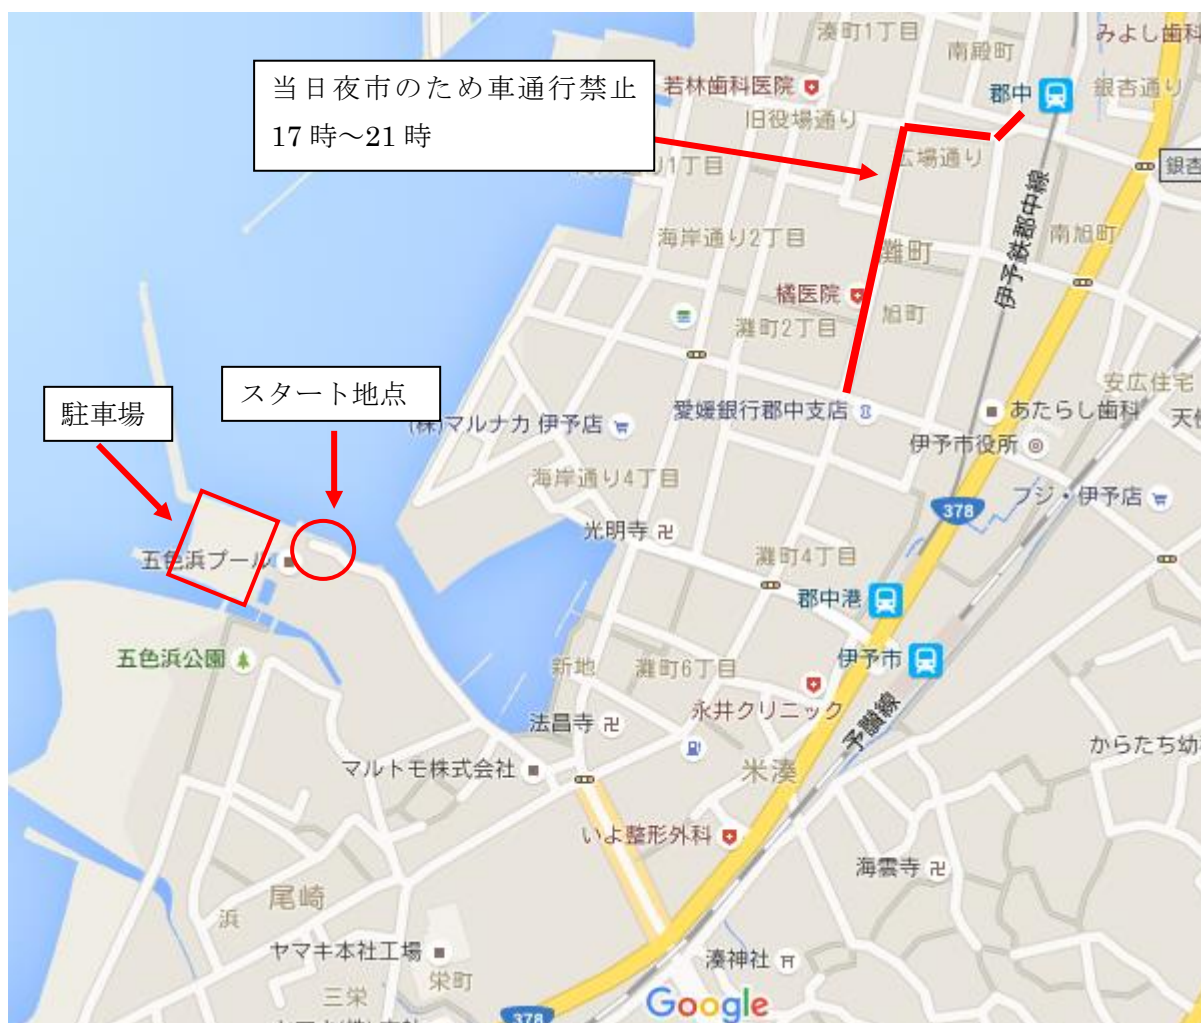 湊町1丁目
南殿町
みよし歯科
当日夜市のため車通行禁止
17時～21時
若林歯科医院
郡中
銀杏通り
旧役場通り
広場通り
1丁目
銀杏
海岸通り2丁目
灘町
伊予鉄郡中線
南旭町
橘医院
旭町
灘町2丁目
スタート地点
駐車場
安広住宅
(株)マルナカ 伊予店
愛媛銀行郡中支店
あたらし歯科
伊予市役所
海岸通り4丁目
フジ・伊予店
378
光明寺
五色浜プール
灘町4丁目
郡中港
五色浜公園
新地
灘町6丁目
伊予市
永井クリニック
法昌寺
予讃線
からたち幼
マルトモ株式会社
米湊
いよ整形外科
海雲寺
尾崎
浜
ヤマキ本社工場
湊神社
栄町
三栄
Google
378